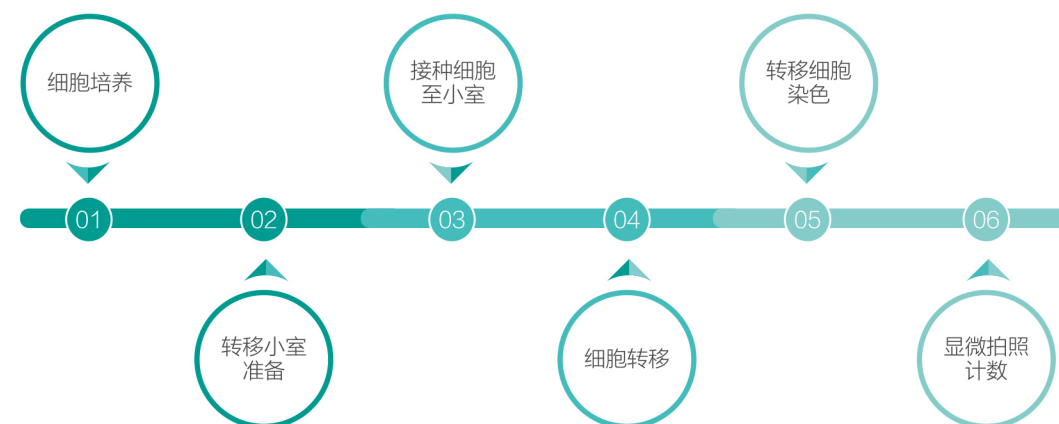 细胞培养
接种细胞
至小室
转移细胞
染色
01
02
03
04
05
06
转移小室
准备
细胞转移
显微拍照
计数